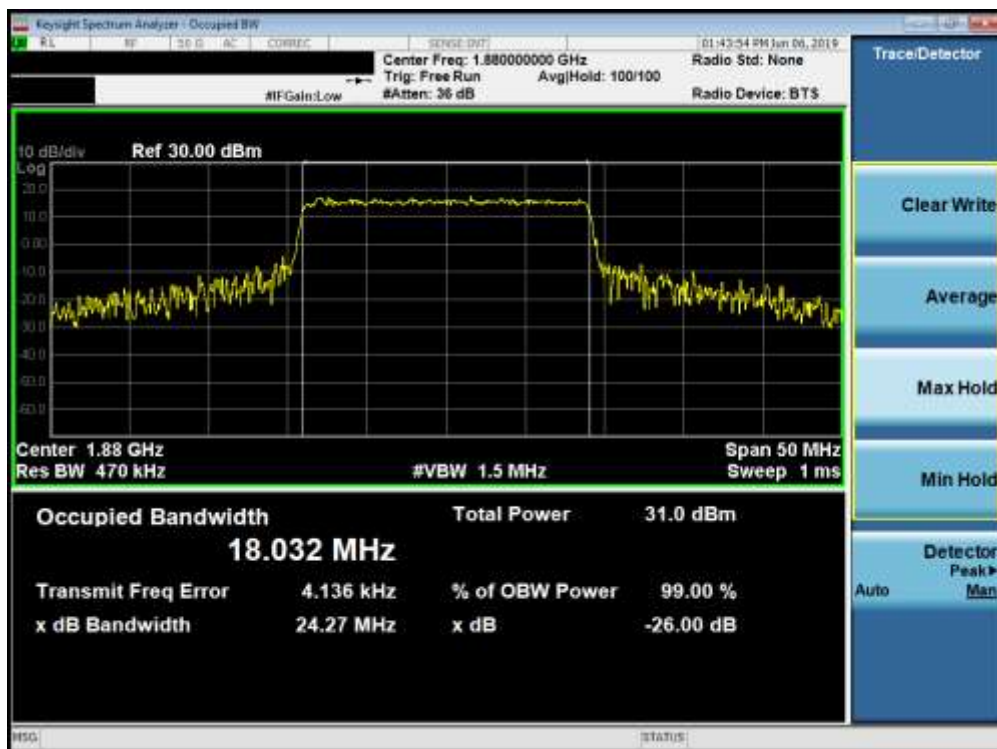 Keysight Spectrum Analyzer - Occupied BW
RL RF 50 Ω AC CORREC SENSE:INT 01:43:54 PM Jun 06, 2019
Center Freq: 1.880000000 GHz Radio Std: None
Trig: Free Run Avg|Hold: 100/100
#IFGain:Low #Atten: 36 dB Radio Device: BTS
Trace/Detector
10 dB/div Ref 30.00 dBm
Log
20.0
10.0
0.00
-10.0
-20.0
-30.0
-40.0
-50.0
-60.0
Center 1.88 GHz Span 50 MHz
Res BW 470 kHz #VBW 1.5 MHz Sweep 1 ms
Occupied Bandwidth Total Power 31.0 dBm
18.032 MHz
Transmit Freq Error 4.136 kHz % of OBW Power 99.00 %
x dB Bandwidth 24.27 MHz x dB -26.00 dB
Clear Write
Average
Max Hold
Min Hold
Detector
Peak▶
Auto Man
MSG STATUS